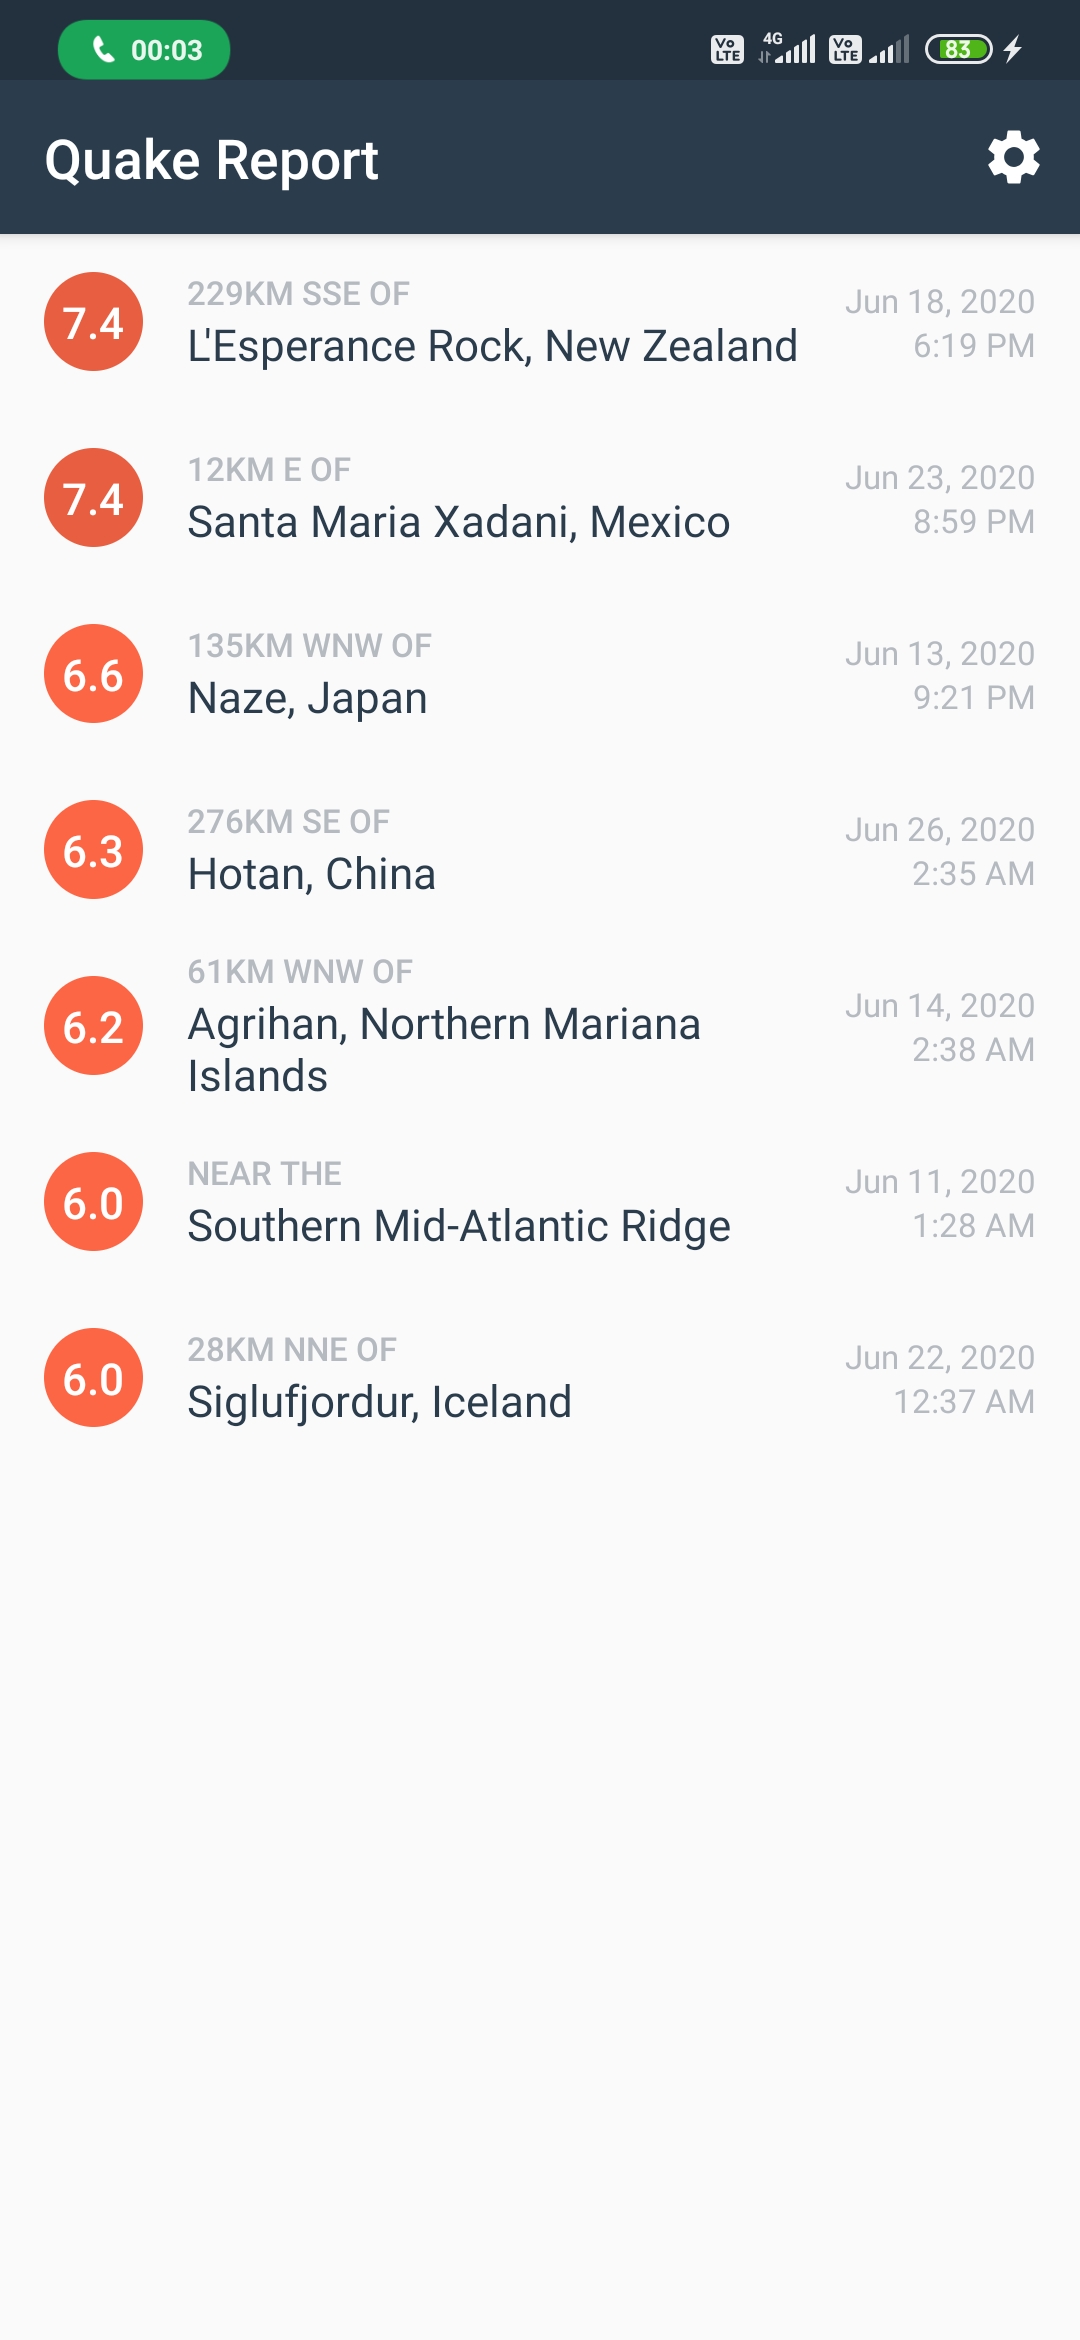 00:03
Vo LTE 4G Vo LTE 83
Quake Report
7.4
229KM SSE OF
L'Esperance Rock, New Zealand
Jun 18, 2020
6:19 PM
7.4
12KM E OF
Santa Maria Xadani, Mexico
Jun 23, 2020
8:59 PM
6.6
135KM WNW OF
Naze, Japan
Jun 13, 2020
9:21 PM
6.3
276KM SE OF
Hotan, China
Jun 26, 2020
2:35 AM
6.2
61KM WNW OF
Agrihan, Northern Mariana
Islands
Jun 14, 2020
2:38 AM
6.0
NEAR THE
Southern Mid-Atlantic Ridge
Jun 11, 2020
1:28 AM
6.0
28KM NNE OF
Siglufjordur, Iceland
Jun 22, 2020
12:37 AM